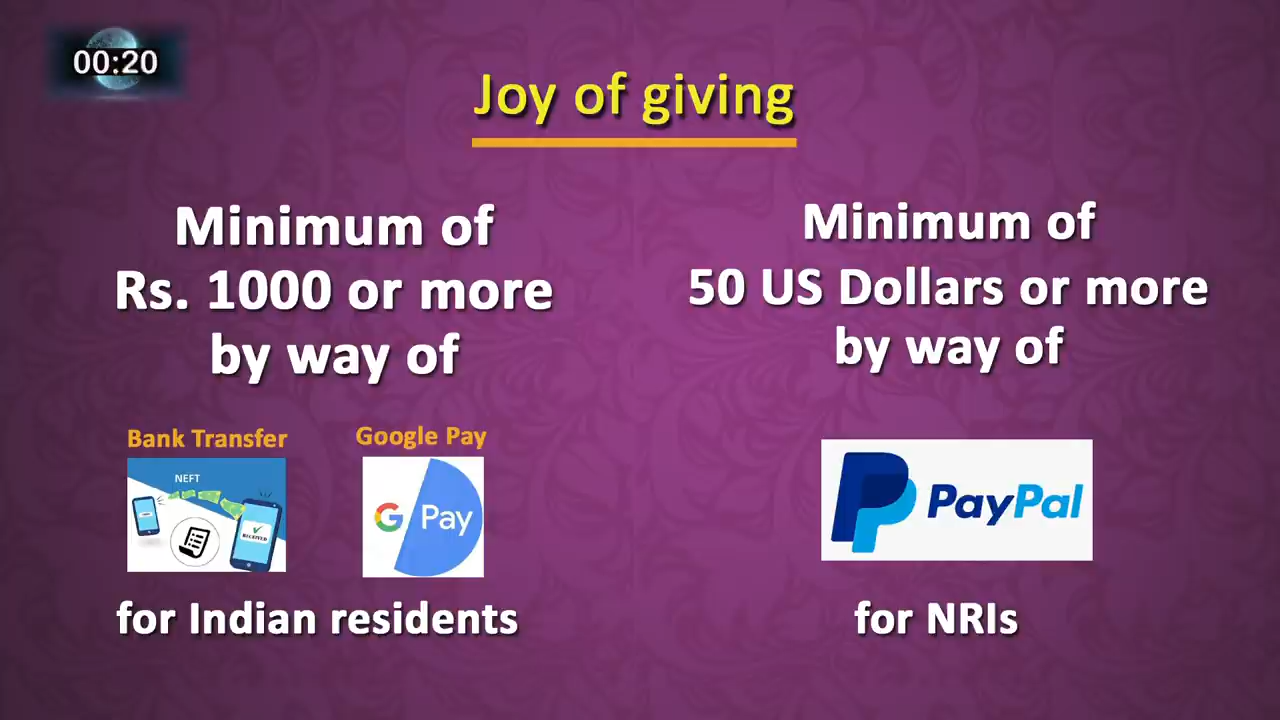 00:20
Joy of giving
Minimum of
Rs. 1000 or more
by way of
Bank Transfer
Google Pay
NEFT
RECEIVED
G Pay
for Indian residents
Minimum of
50 US Dollars or more
by way of
PayPal
for NRIs